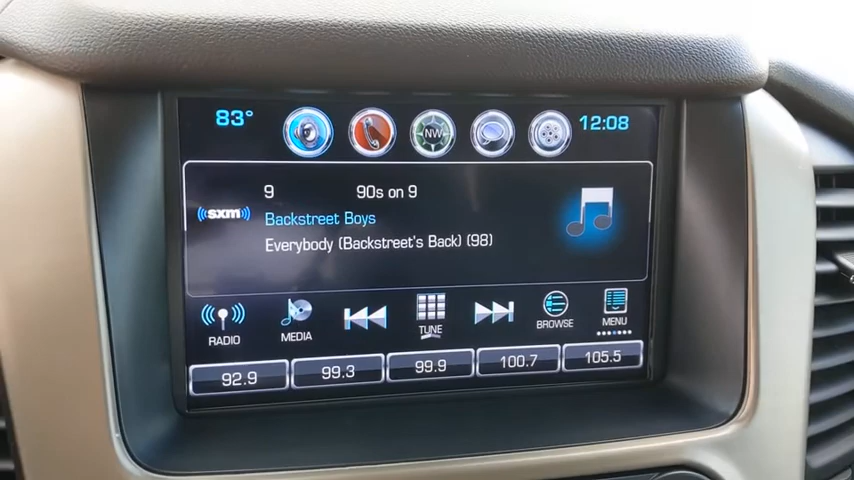 83° NW 12:08
9 90s on 9
sxm
Backstreet Boys
Everybody (Backstreet's Back) (98)
RADIO MEDIA TUNE BROWSE MENU
92.9 99.3 99.9 100.7 105.5